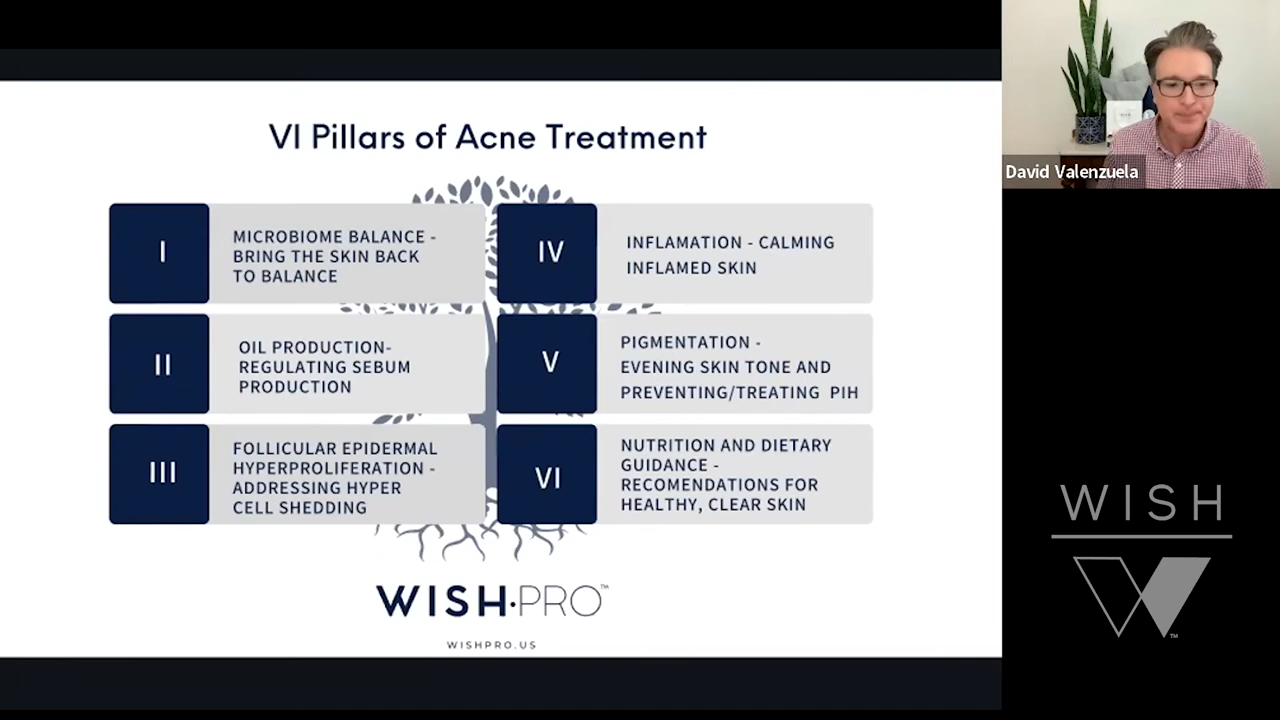 VI Pillars of Acne Treatment
I
MICROBIOME BALANCE -
BRING THE SKIN BACK
TO BALANCE
II
OIL PRODUCTION-
REGULATING SEBUM
PRODUCTION
III
FOLLICULAR EPIDERMAL
HYPERPROLIFERATION -
ADDRESSING HYPER
CELL SHEDDING
IV
INFLAMATION - CALMING
INFLAMED SKIN
V
PIGMENTATION -
EVENING SKIN TONE AND
PREVENTING/TREATING PIH
VI
NUTRITION AND DIETARY
GUIDANCE -
RECOMENDATIONS FOR
HEALTHY, CLEAR SKIN
WISH·PRO™
WISHPRO.US
David Valenzuela
WISH
W™